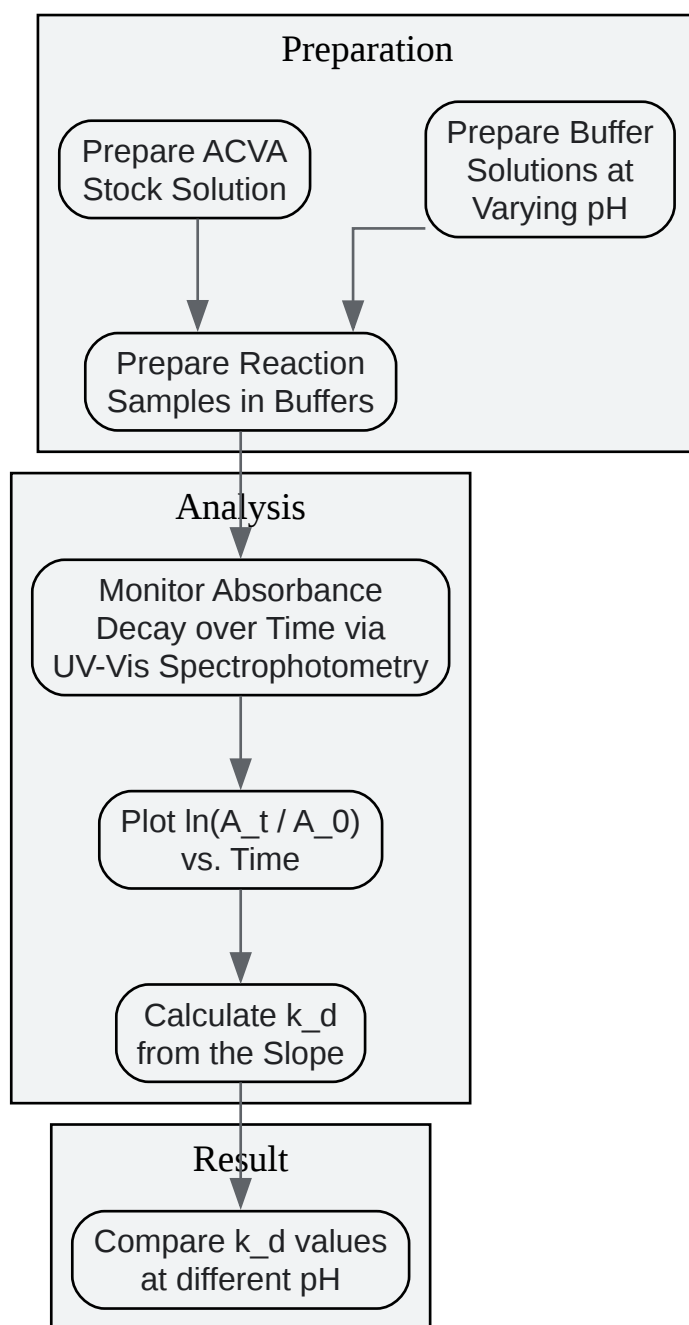 Preparation
Prepare ACVA
Stock Solution
Prepare Buffer
Solutions at
Varying pH
Prepare Reaction
Samples in Buffers
Analysis
Monitor Absorbance
Decay over Time via
UV-Vis Spectrophotometry
Plot ln(A_t / A_0)
vs. Time
Calculate k_d
from the Slope
Result
Compare k_d values
at different pH